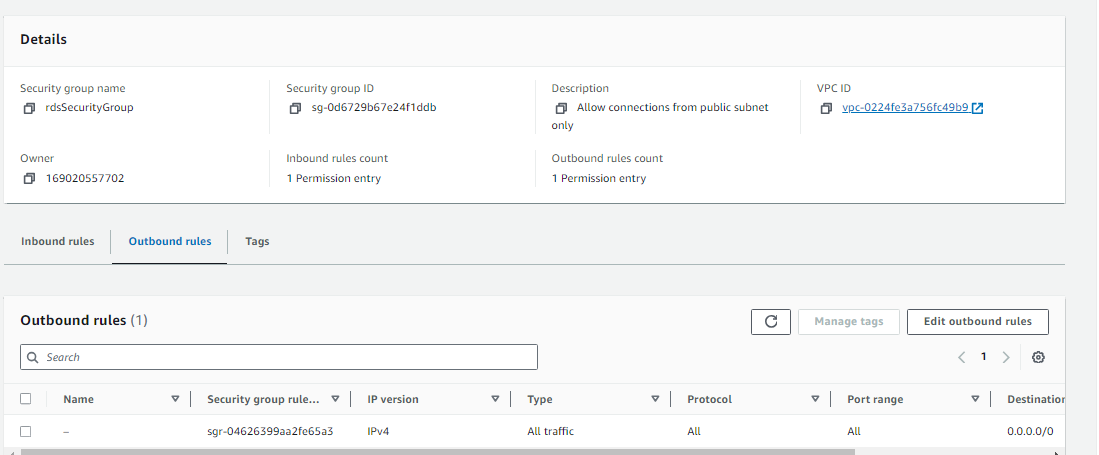 Details
Security group name
rdsSecurityGroup
Security group ID
sg-0d6729b67e24f1ddb
Description
Allow connections from public subnet
only
VPC ID
vpc-0224fe3a756fc49b9
Owner
169020557702
Inbound rules count
1 Permission entry
Outbound rules count
1 Permission entry
Inbound rules
Outbound rules
Tags
Outbound rules (1)
Manage tags
Edit outbound rules
Search
1
Name
Security group rule...
IP version
Type
Protocol
Port range
Destination
–
sgr-04626399aa2fe65a3
IPv4
All traffic
All
All
0.0.0.0/0